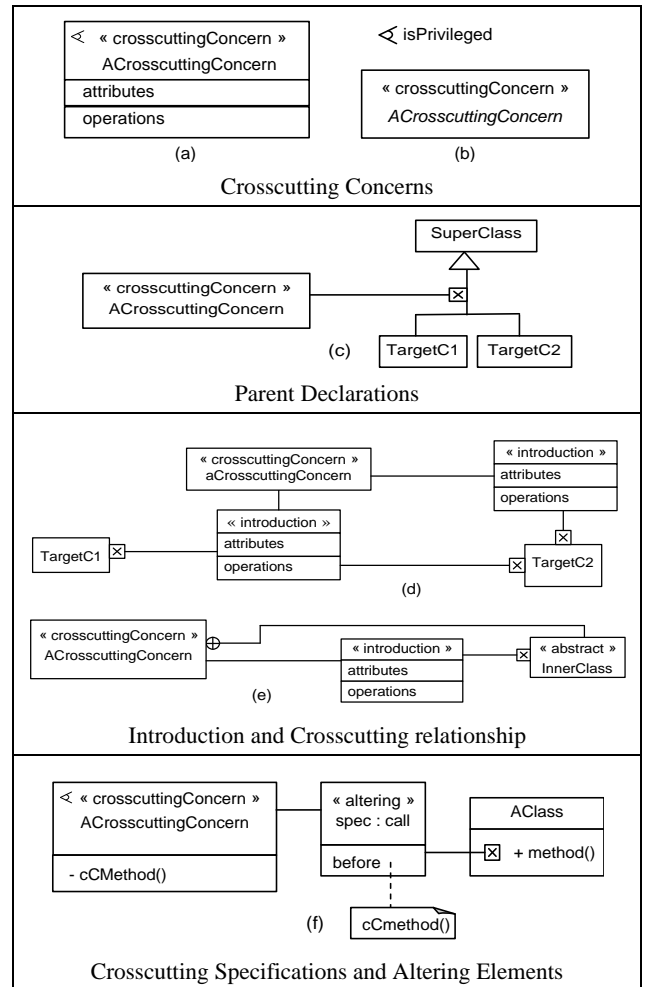 « crosscuttingConcern »
ACrosscuttingConcern
attributes
operations
(a)
isPrivileged
« crosscuttingConcern »
ACrosscuttingConcern
(b)
Crosscutting Concerns
SuperClass
« crosscuttingConcern »
ACrosscuttingConcern
(c)
TargetC1
TargetC2
Parent Declarations
« crosscuttingConcern »
aCrosscuttingConcern
« introduction »
attributes
operations
« introduction »
attributes
operations
TargetC1
TargetC2
(d)
« crosscuttingConcern »
ACrosscuttingConcern
« introduction »
attributes
operations
« abstract »
InnerClass
(e)
Introduction and Crosscutting relationship
« crosscuttingConcern »
ACrosscuttingConcern
- cCMethod()
« altering »
spec : call
before
AClass
+ method()
(f)
cCmethod()
Crosscutting Specifications and Altering Elements